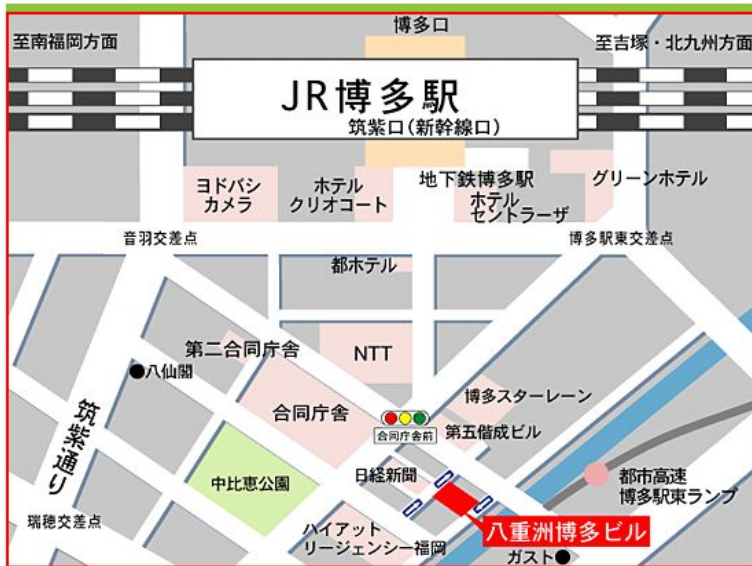 博多口
至南福岡方面
至吉塚・北九州方面
JR博多駅
筑紫口(新幹線口)
ヨドバシ
カメラ
ホテル
クリオコート
地下鉄博多駅
ホテル
セントラーザ
グリーンホテル
音羽交差点
博多駅東交差点
都ホテル
第二合同庁舎
NTT
八仙閣
博多スターレーン
合同庁舎
合同庁舎前
第五偕成ビル
筑紫通り
日経新聞
中比恵公園
都市高速
博多駅東ランプ
瑞穂交差点
ハイアット
リージェンシー福岡
八重洲博多ビル
ガスト